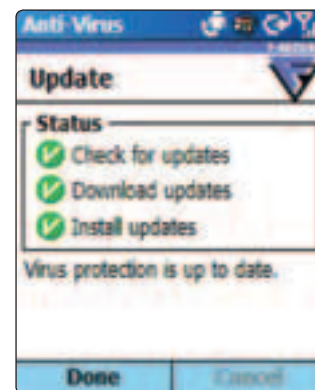 Anti-Virus
Update
Status
Check for updates
Download updates
Install updates
Virus protection is up to date.
Done
Cancel